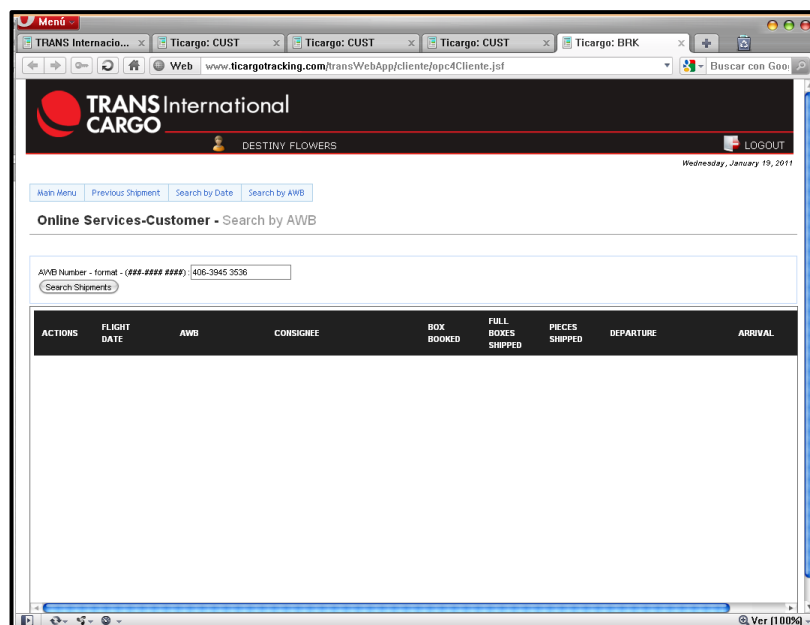 Menú
TRANS Internacio... x Ticargo: CUST x Ticargo: CUST x Ticargo: CUST x Ticargo: BRK x
Web www.ticargotracking.com/transWebApp/cliente/opc4Cliente.jsf Buscar con Goo
TRANS International
CARGO
DESTINY FLOWERS LOGOUT
Wednesday, January 19, 2011
Main Menu Previous Shipment Search by Date Search by AWB
Online Services-Customer - Search by AWB
AWB Number - format - (###-#### ####) : 406-3945 3536
Search Shipments
ACTIONS FLIGHT DATE AWB CONSIGNEE BOX BOOKED FULL BOXES SHIPPED PIECES SHIPPED DEPARTURE ARRIVAL
Ver (100%)